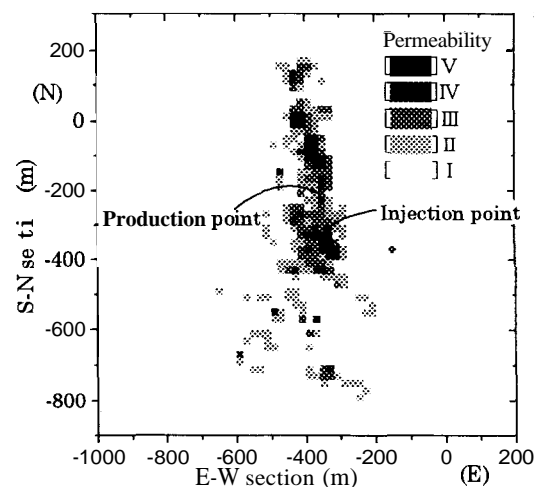 Permeability
V
IV
III
II
I
200
(N)
0
-200
-400
-600
-800
S-N se ti (m)
Production point
Injection point
-1000 -800 -600 -400 -200 0 200
E-W section (m)
(E)